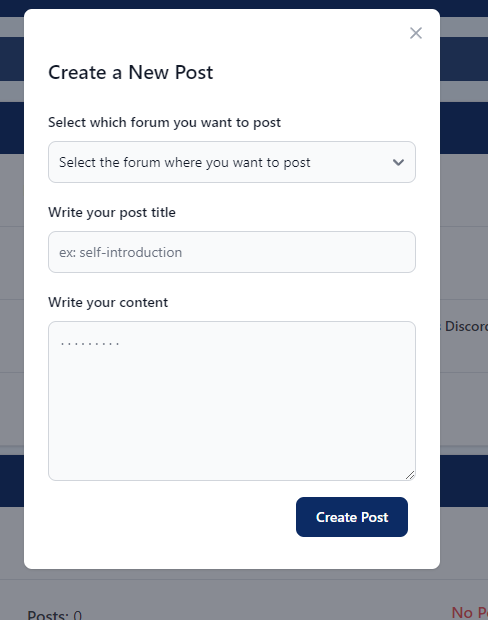 Create a New Post
Select which forum you want to post
Select the forum where you want to post
Write your post title
ex: self-introduction
Write your content
.........
Create Post
Discord
Posts: 0
No